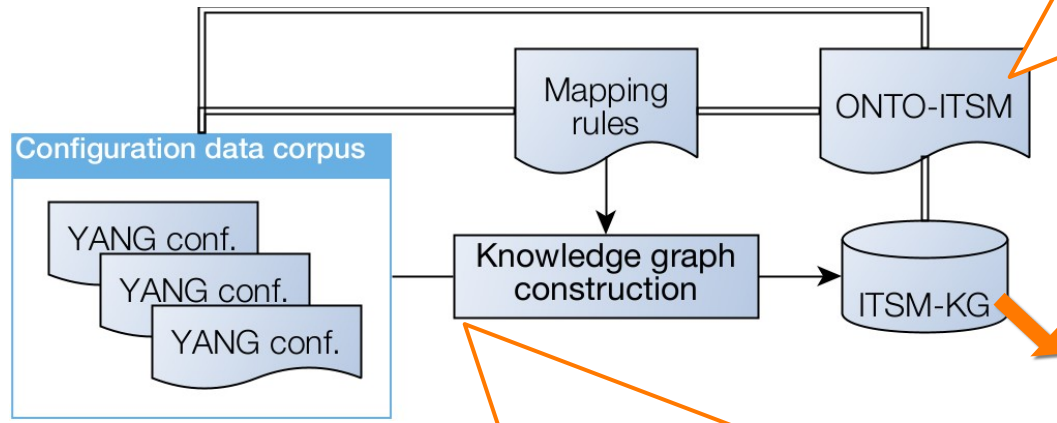 Mapping
rules
ONTO-ITSM
Configuration data corpus
YANG conf.
YANG conf.
YANG conf.
Knowledge graph
construction
ITSM-KG